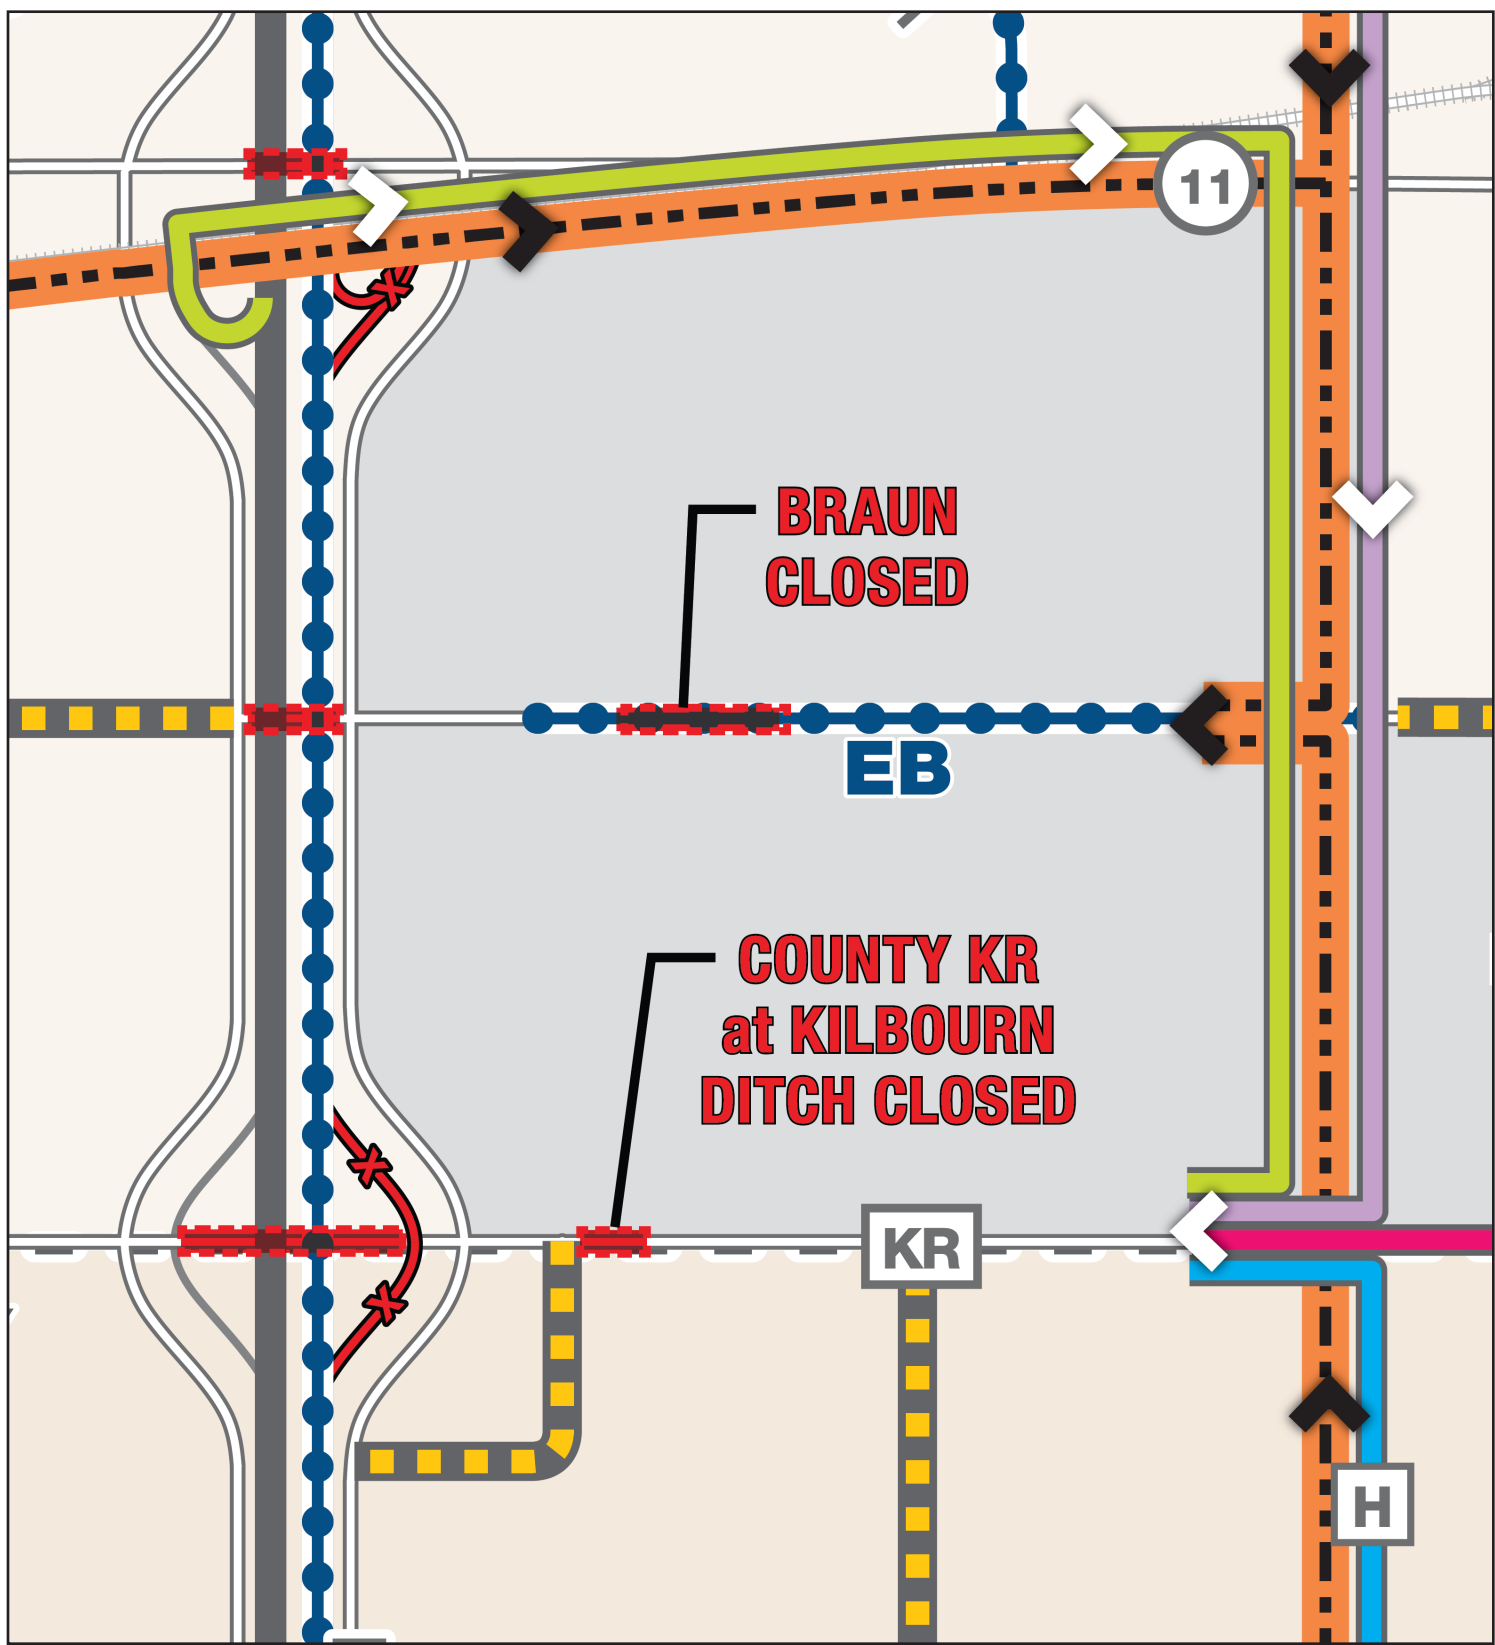 11
BRAUN
CLOSED
EB
COUNTY KR
at KILBOURN
DITCH CLOSED
KR
H